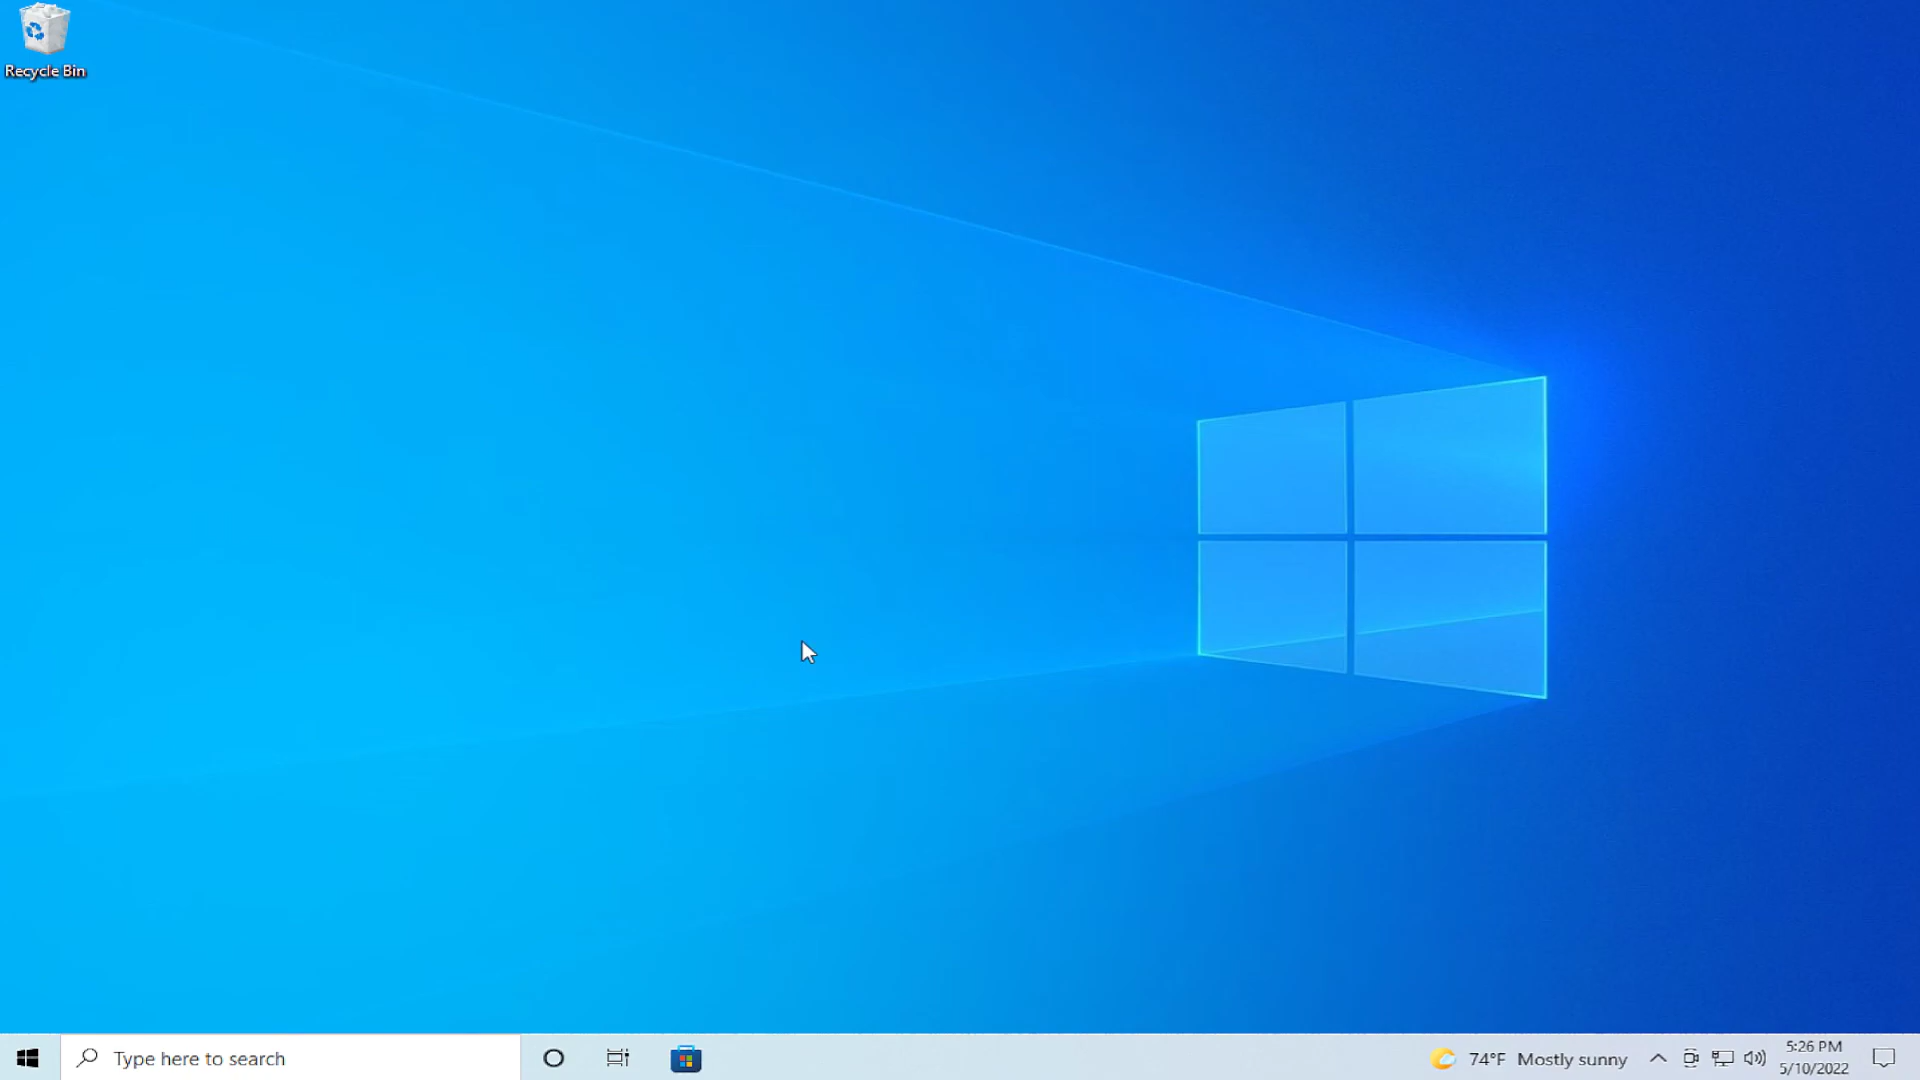 Recycle Bin
Type here to search
74°F Mostly sunny
5:26 PM
5/10/2022